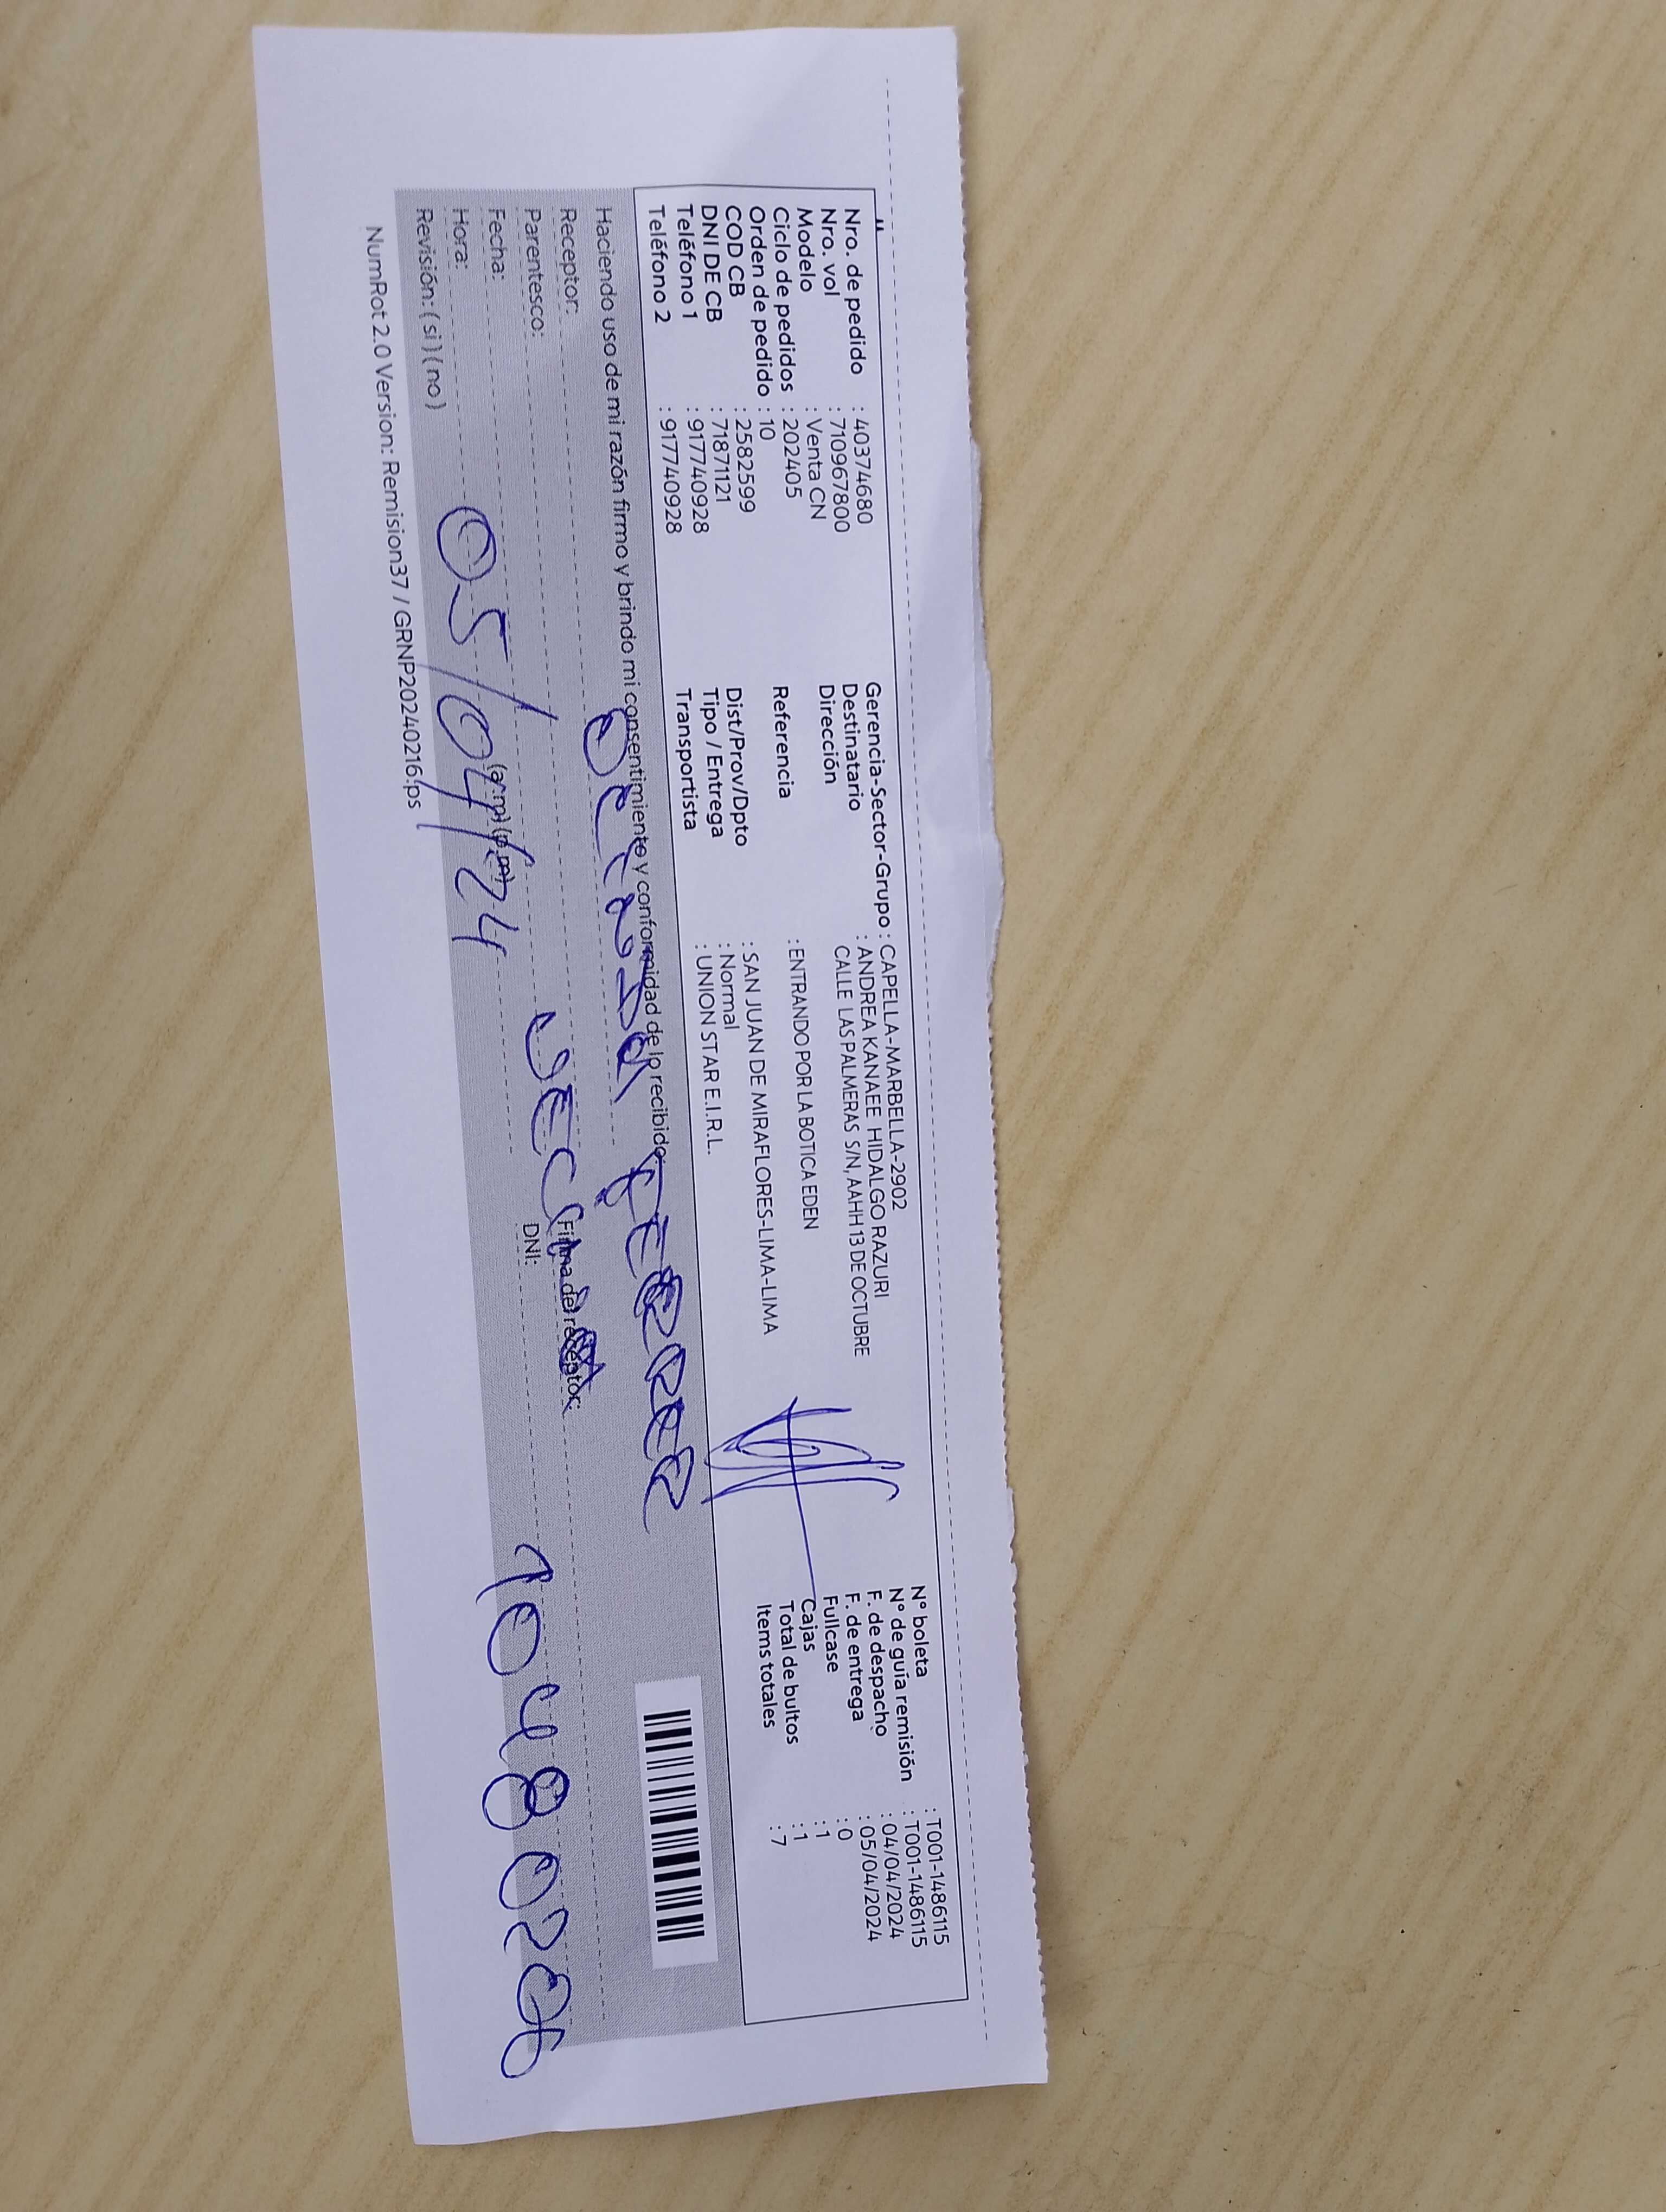 Nro. de pedido : 40374680
Nro. vol : 710967800
Modelo : Venta CN
Ciclo de pedidos : 202405
Orden de pedido : 10
COD CB : 2582599
DNI DE CB : 71871121
Teléfono 1 : 917740928
Teléfono 2 : 917740928
Gerencia-Sector-Grupo : CAPELLA-MARBELLA-2902
Destinatario : ANDREA KANAEE HIDALGO RAZURI
Dirección CALLE LAS PALMERAS S/N, AAHH 13 DE OCTUBRE
Referencia : ENTRANDO POR LA BOTICA EDEN
Dist/Prov/Dpto : SAN JUAN DE MIRAFLORES-LIMA-LIMA
Tipo / Entrega : Normal
Transportista : UNION STAR E.I.R.L.
N° boleta : T001-1486115
N° de guía remisión : T001-1486115
F. de despacho : 04/04/2024
F. de entrega : 05/04/2024
Fullcase : 0
Cajas : 1
Total de bultos : 1
Items totales : 7
Haciendo uso de mi razón firmo y brindo mi consentimiento y conformidad de lo recibido.
Receptor:
Parentesco:
Fecha:
Hora: (a.m) (p.m)
05/04/24
Revisión: ( si ) ( no )
Firma del receptor:
DNI:
NumRot 2.0 Version: Remision37 / GRNP20240216.ps